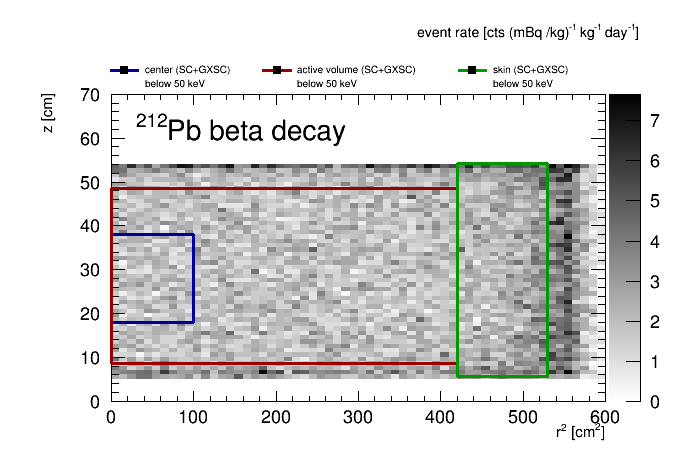 event rate [cts (mBq /kg)⁻¹ kg⁻¹ day⁻¹]
center (SC+GXSC) active volume (SC+GXSC) skin (SC+GXSC)
below 50 keV below 50 keV below 50 keV
z [cm]
²¹²Pb beta decay
70
60
50
40
30
20
10
0
0 100 200 300 400 500 600
r² [cm²]
7
6
5
4
3
2
1
0